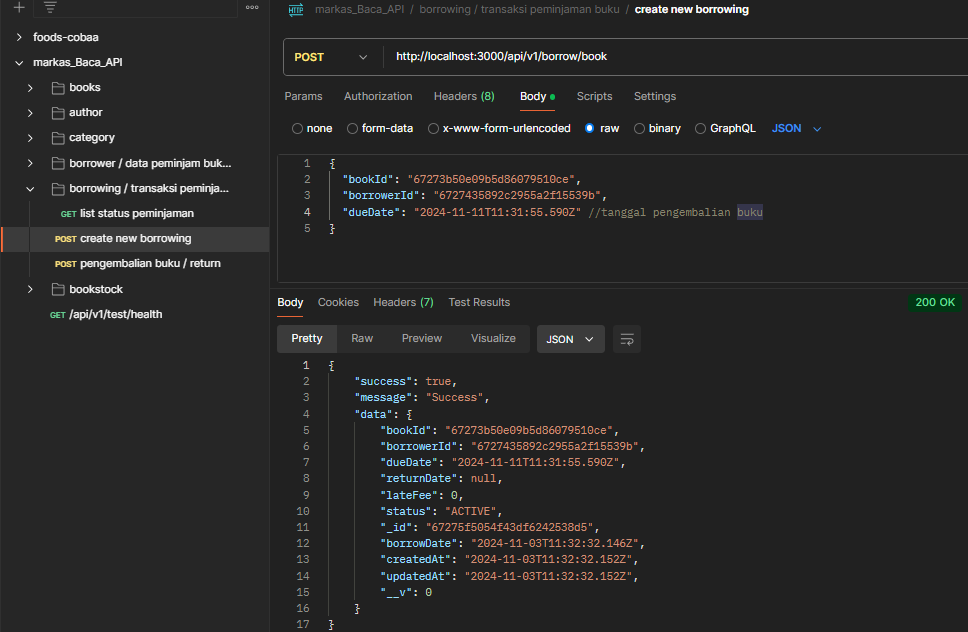 markas_Baca_API / borrowing / transaksi peminjaman buku / create new borrowing
foods-cobaa
markas_Baca_API
books
author
category
borrower / data peminjam buk...
borrowing / transaksi peminja...
GET list status peminjaman
POST create new borrowing
POST pengembalian buku / return
bookstock
GET /api/v1/test/health
HTTP
POST http://localhost:3000/api/v1/borrow/book
Params Authorization Headers (8) Body Scripts Settings
none form-data x-www-form-urlencoded raw binary GraphQL JSON
1 {
2 "bookId": "67273b50e09b5d86079510ce",
3 "borrowerId": "6727435892c2955a2f15539b",
4 "dueDate": "2024-11-11T11:31:55.590Z" //tanggal pengembalian buku
5 }
Body Cookies Headers (7) Test Results 200 OK
Pretty Raw Preview Visualize JSON
1 {
2 "success": true,
3 "message": "Success",
4 "data": {
5 "bookId": "67273b50e09b5d86079510ce",
6 "borrowerId": "6727435892c2955a2f15539b",
7 "dueDate": "2024-11-11T11:31:55.590Z",
8 "returnDate": null,
9 "lateFee": 0,
10 "status": "ACTIVE",
11 "_id": "67275f5054f43df6242538d5",
12 "borrowDate": "2024-11-03T11:32:32.146Z",
13 "createdAt": "2024-11-03T11:32:32.152Z",
14 "updatedAt": "2024-11-03T11:32:32.152Z",
15 "__v": 0
16 }
17 }